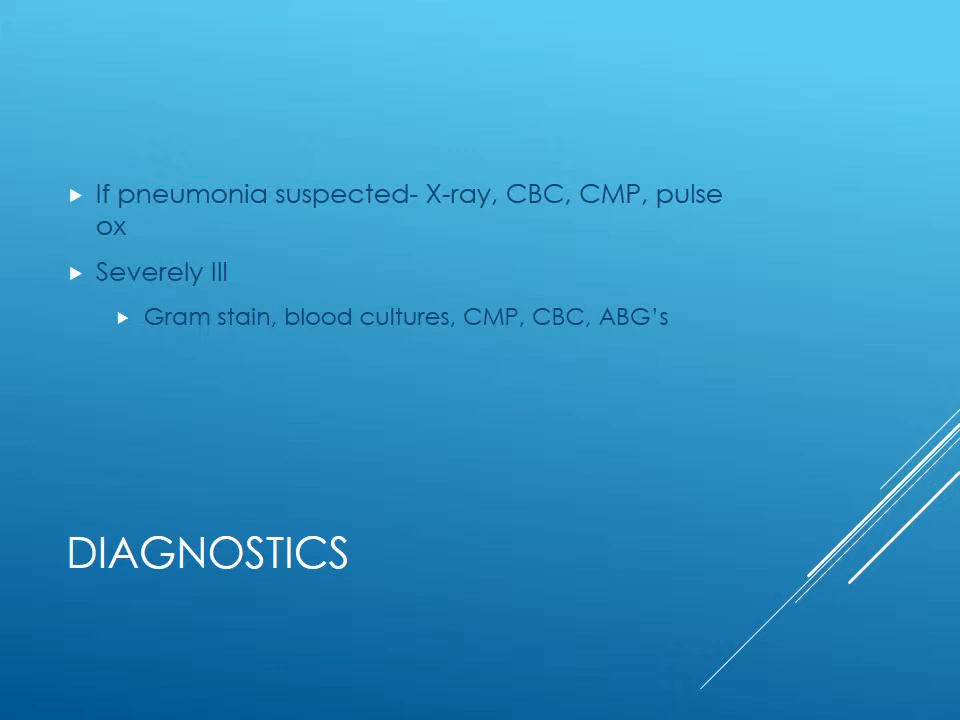 If pneumonia suspected- X-ray, CBC, CMP, pulse
ox
Severely Ill
Gram stain, blood cultures, CMP, CBC, ABG's
DIAGNOSTICS